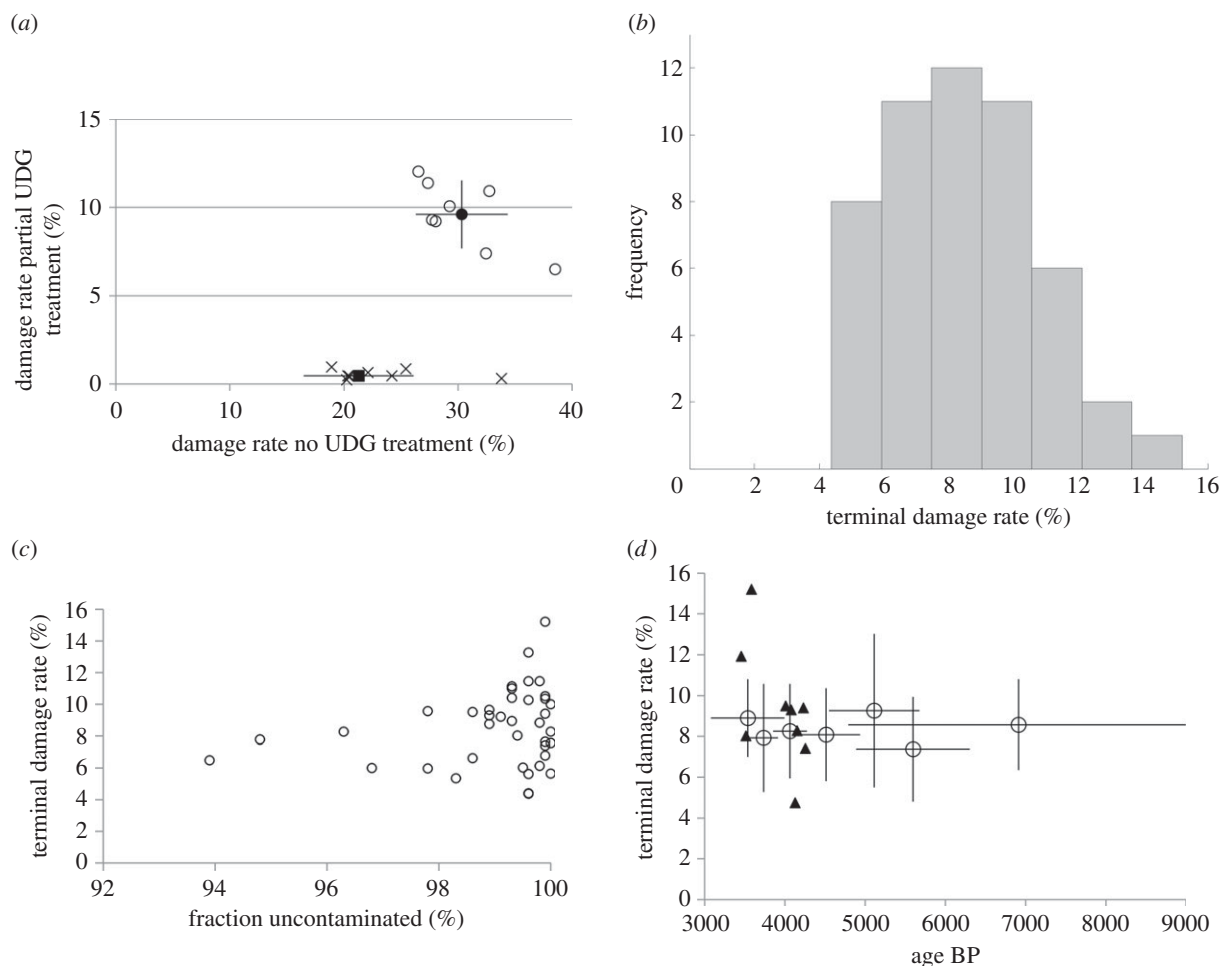 (a)
15
10
5
0
damage rate partial UDG
treatment (%)
0 10 20 30 40
damage rate no UDG treatment (%)
(b)
12
10
8
6
4
2
frequency
0 2 4 6 8 10 12 14 16
terminal damage rate (%)
(c)
16
14
12
10
8
6
4
2
0
terminal damage rate (%)
92 94 96 98 100
fraction uncontaminated (%)
(d)
16
14
12
10
8
6
4
2
0
terminal damage rate (%)
3000 4000 5000 6000 7000 8000 9000
age BP